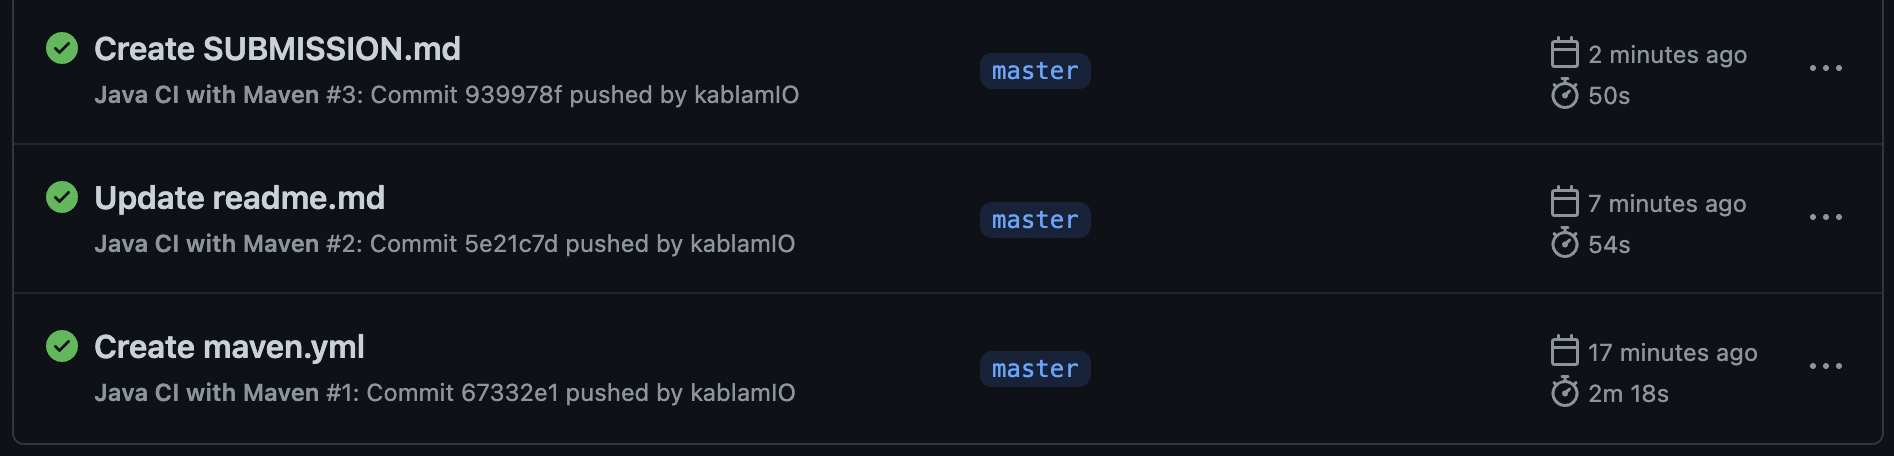 Create SUBMISSION.md
Java CI with Maven #3: Commit 939978f pushed by kablamIO
master
2 minutes ago
50s
Update readme.md
Java CI with Maven #2: Commit 5e21c7d pushed by kablamIO
master
7 minutes ago
54s
Create maven.yml
Java CI with Maven #1: Commit 67332e1 pushed by kablamIO
master
17 minutes ago
2m 18s